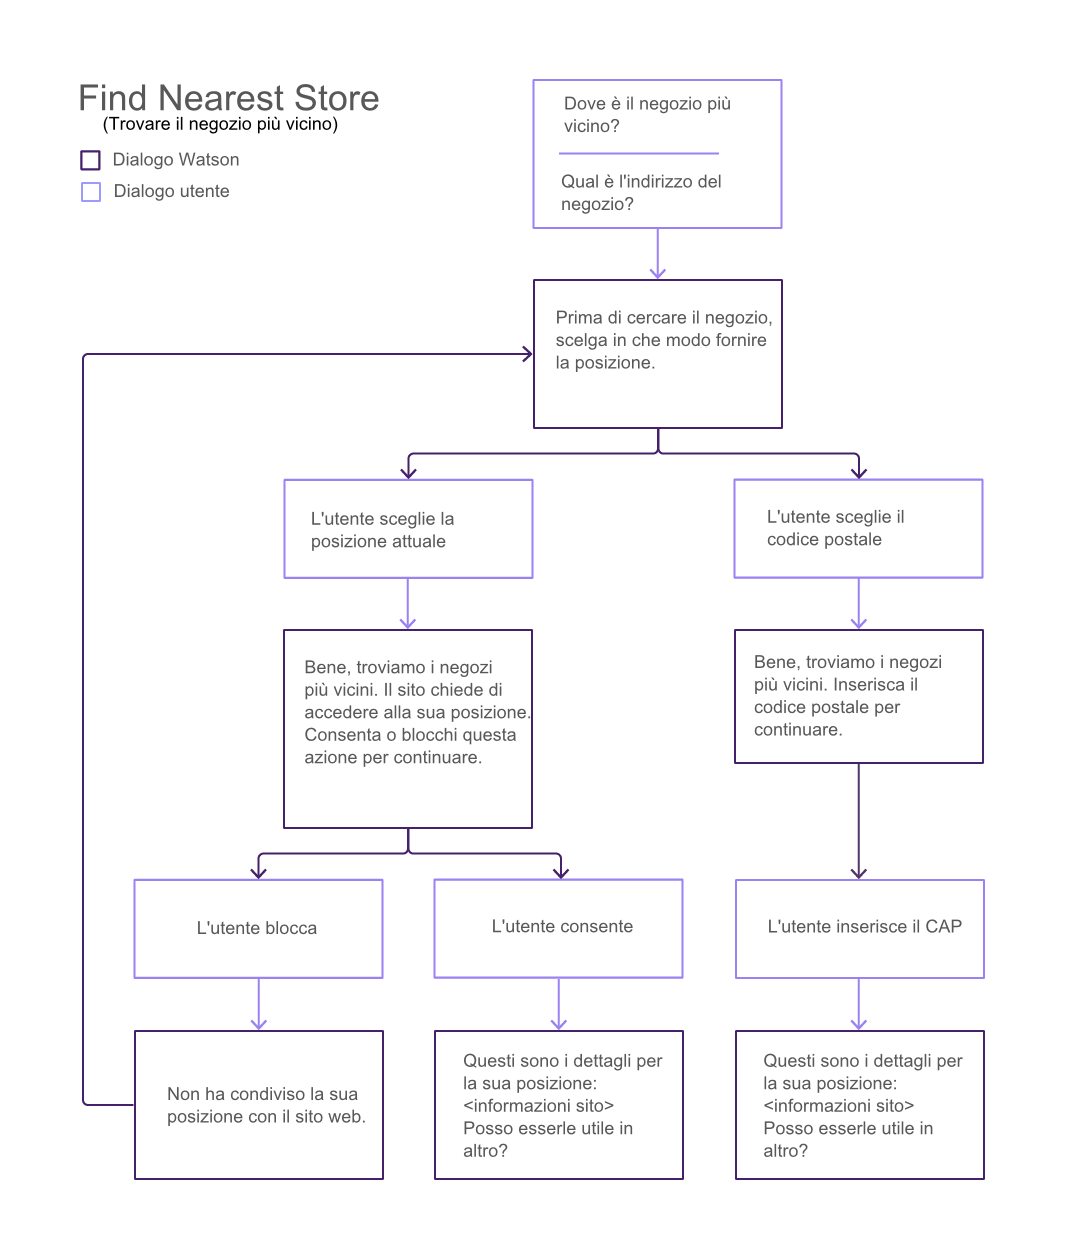 Find Nearest Store
(Trovare il negozio più vicino)
Dialogo Watson
Dialogo utente
Dove è il negozio più
vicino?
Qual è l'indirizzo del
negozio?
Prima di cercare il negozio,
scelga in che modo fornire
la posizione.
L'utente sceglie la
posizione attuale
L'utente sceglie il
codice postale
Bene, troviamo i negozi
più vicini. Il sito chiede di
accedere alla sua posizione.
Consenta o blocchi questa
azione per continuare.
Bene, troviamo i negozi
più vicini. Inserisca il
codice postale per
continuare.
L'utente blocca
L'utente consente
L'utente inserisce il CAP
Non ha condiviso la sua
posizione con il sito web.
Questi sono i dettagli per
la sua posizione:
<informazioni sito>
Posso esserle utile in
altro?
Questi sono i dettagli per
la sua posizione:
<informazioni sito>
Posso esserle utile in
altro?